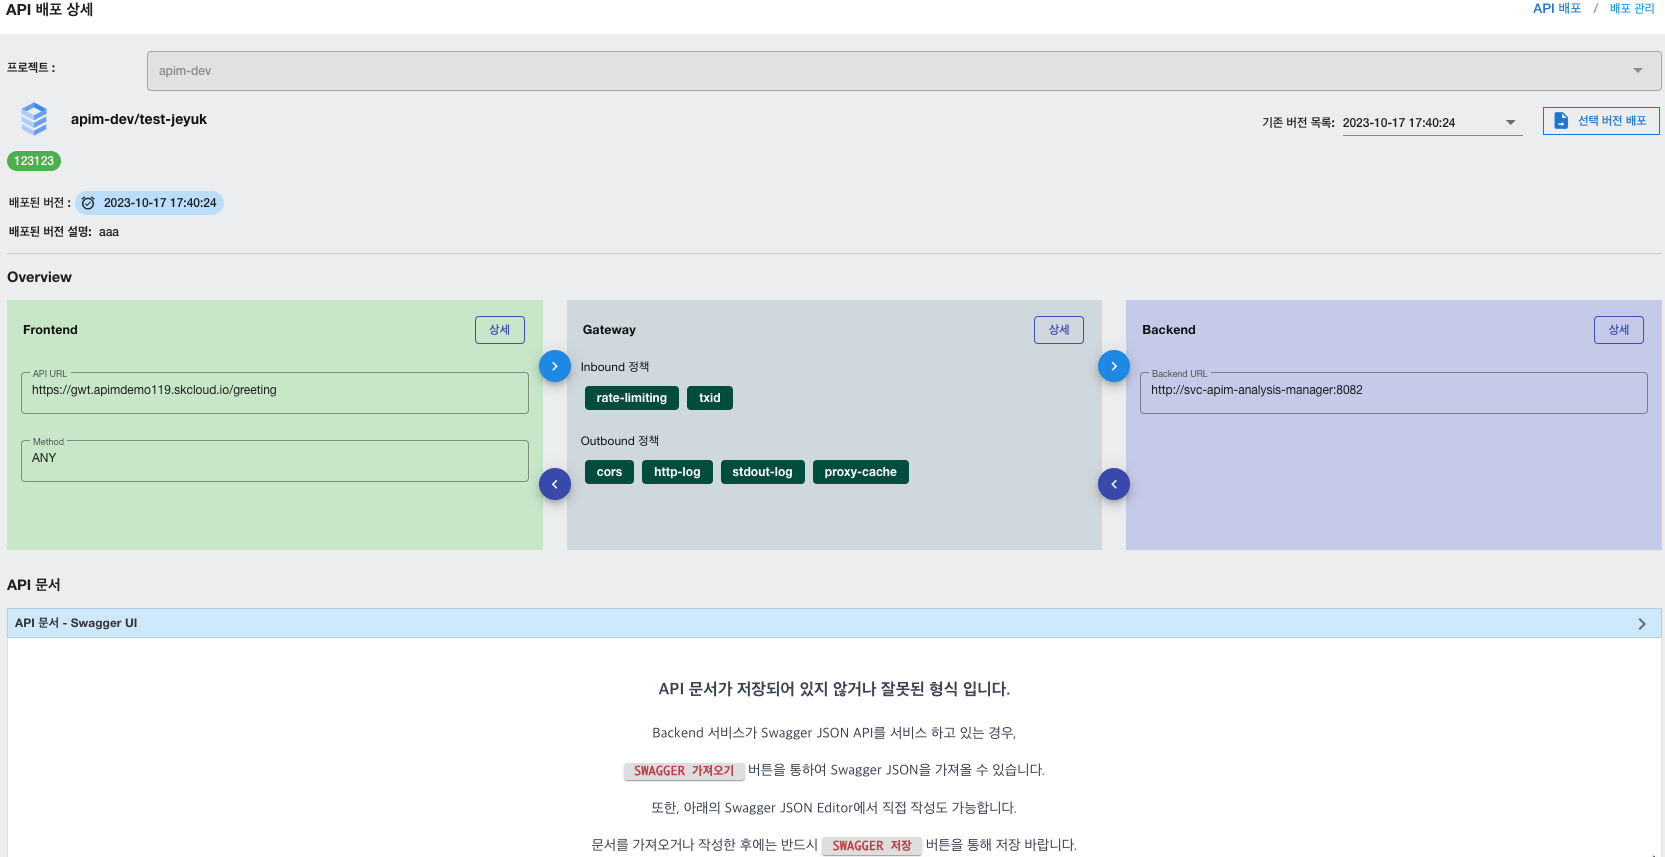 API 배포 상세
API 배포 / 배포 관리
프로젝트 :
apim-dev
apim-dev/test-jeyuk
기존 버전 목록: 2023-10-17 17:40:24
선택 버전 배포
123123
배포된 버전 : 2023-10-17 17:40:24
배포된 버전 설명: aaa
Overview
Frontend
상세
API URL
https://gwt.apimdemo119.skcloud.io/greeting
Method
ANY
Gateway
상세
Inbound 정책
rate-limiting txid
Outbound 정책
cors http-log stdout-log proxy-cache
Backend
상세
Backend URL
http://svc-apim-analysis-manager:8082
API 문서
API 문서 - Swagger UI
API 문서가 저장되어 있지 않거나 잘못된 형식 입니다.
Backend 서비스가 Swagger JSON API를 서비스 하고 있는 경우,
SWAGGER 가져오기 버튼을 통하여 Swagger JSON을 가져올 수 있습니다.
또한, 아래의 Swagger JSON Editor에서 직접 작성도 가능합니다.
문서를 가져오거나 작성한 후에는 반드시 SWAGGER 저장 버튼을 통해 저장 바랍니다.